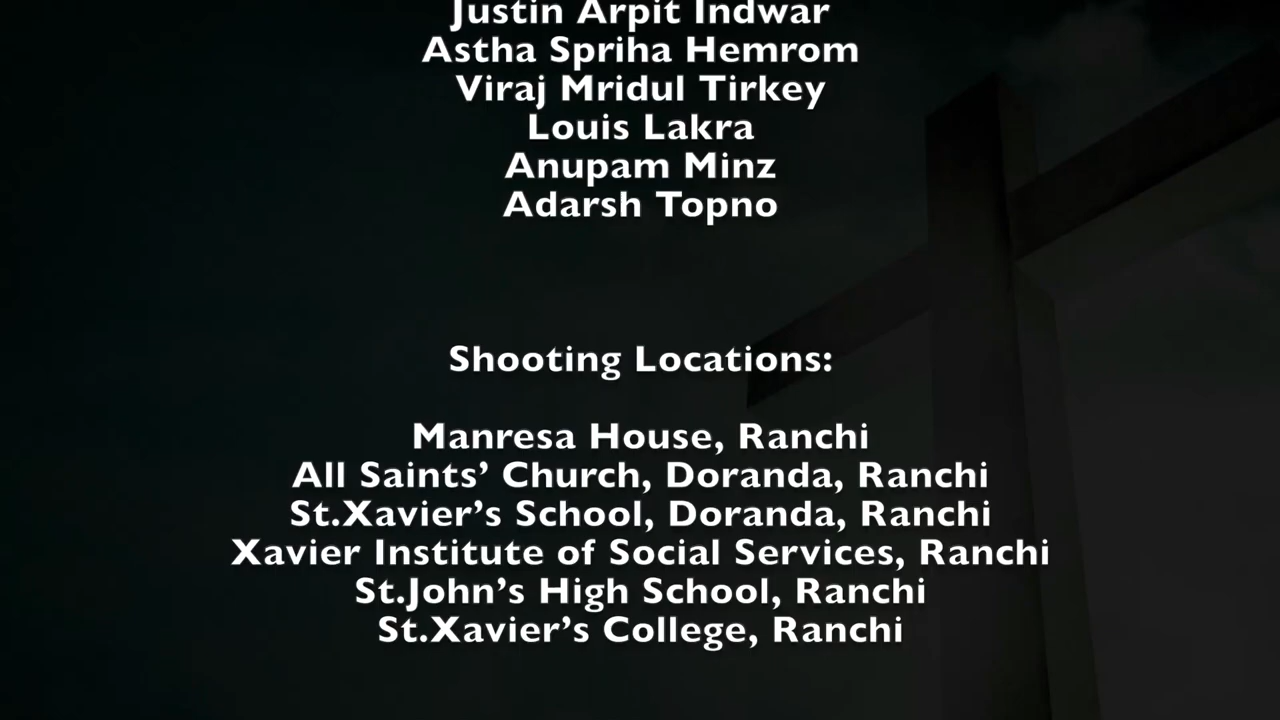 Justin Arpit Indwar
Astha Spriha Hemrom
Viraj Mridul Tirkey
Louis Lakra
Anupam Minz
Adarsh Topno
Shooting Locations:
Manresa House, Ranchi
All Saints’ Church, Doranda, Ranchi
St.Xavier’s School, Doranda, Ranchi
Xavier Institute of Social Services, Ranchi
St.John’s High School, Ranchi
St.Xavier’s College, Ranchi